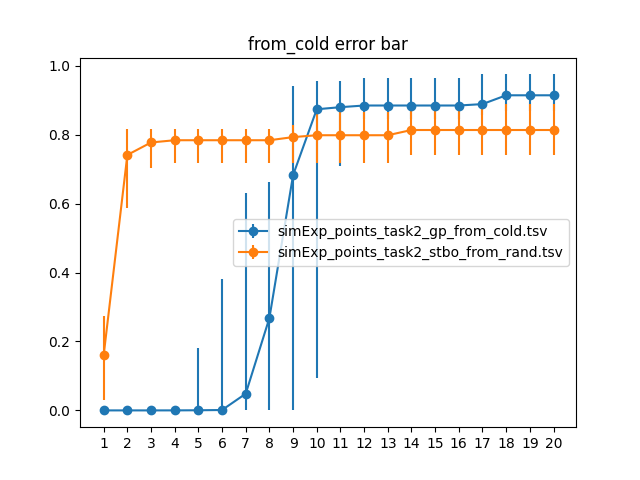 from_cold error bar
1.0
0.8
0.6
0.4
0.2
0.0
simExp_points_task2_gp_from_cold.tsv
simExp_points_task2_stbo_from_rand.tsv
1 2 3 4 5 6 7 8 9 10 11 12 13 14 15 16 17 18 19 20